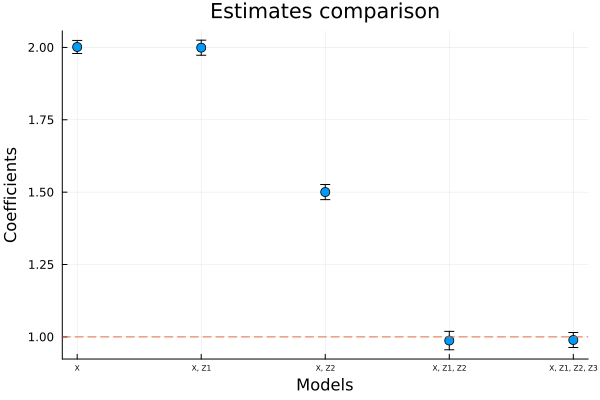 Estimates comparison
Coefficients
2.00
1.75
1.50
1.25
1.00
X
X, Z1
X, Z2
X, Z1, Z2
X, Z1, Z2, Z3
Models